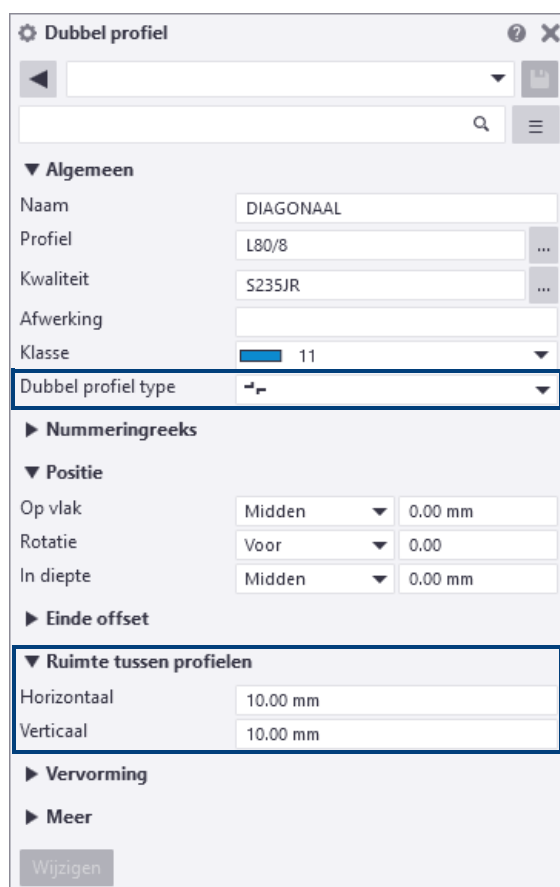 Dubbel profiel
Algemeen
Naam DIAGONAAL
Profiel L80/8 ...
Kwaliteit S235JR ...
Afwerking
Klasse 11
Dubbel profiel type
Nummeringreeks
Positie
Op vlak Midden 0.00 mm
Rotatie Voor 0.00
In diepte Midden 0.00 mm
Einde offset
Ruimte tussen profielen
Horizontaal 10.00 mm
Verticaal 10.00 mm
Vervorming
Meer
Wijzigen